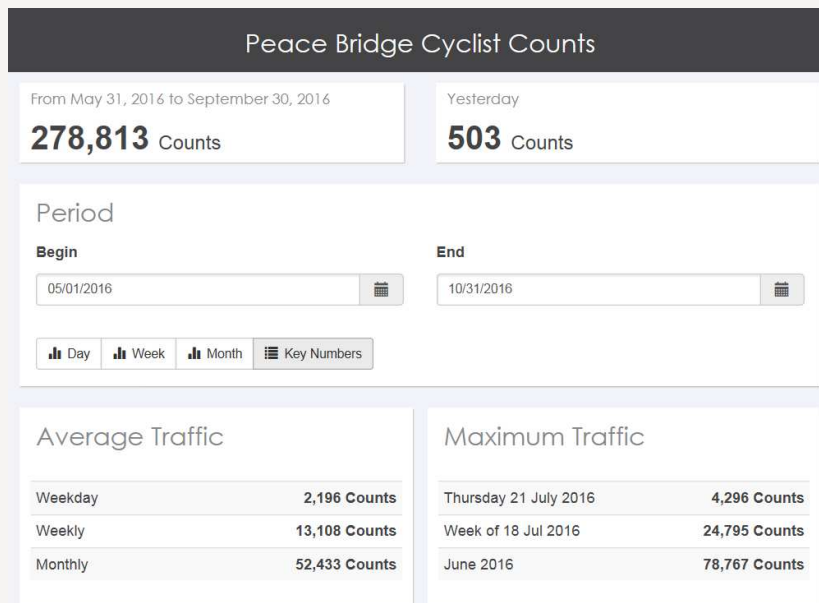 Peace Bridge Cyclist Counts
From May 31, 2016 to September 30, 2016
278,813 Counts
Yesterday
503 Counts
Period
Begin
End
05/01/2016
10/31/2016
Day Week Month Key Numbers
Average Traffic
Weekday 2,196 Counts
Weekly 13,108 Counts
Monthly 52,433 Counts
Maximum Traffic
Thursday 21 July 2016 4,296 Counts
Week of 18 Jul 2016 24,795 Counts
June 2016 78,767 Counts